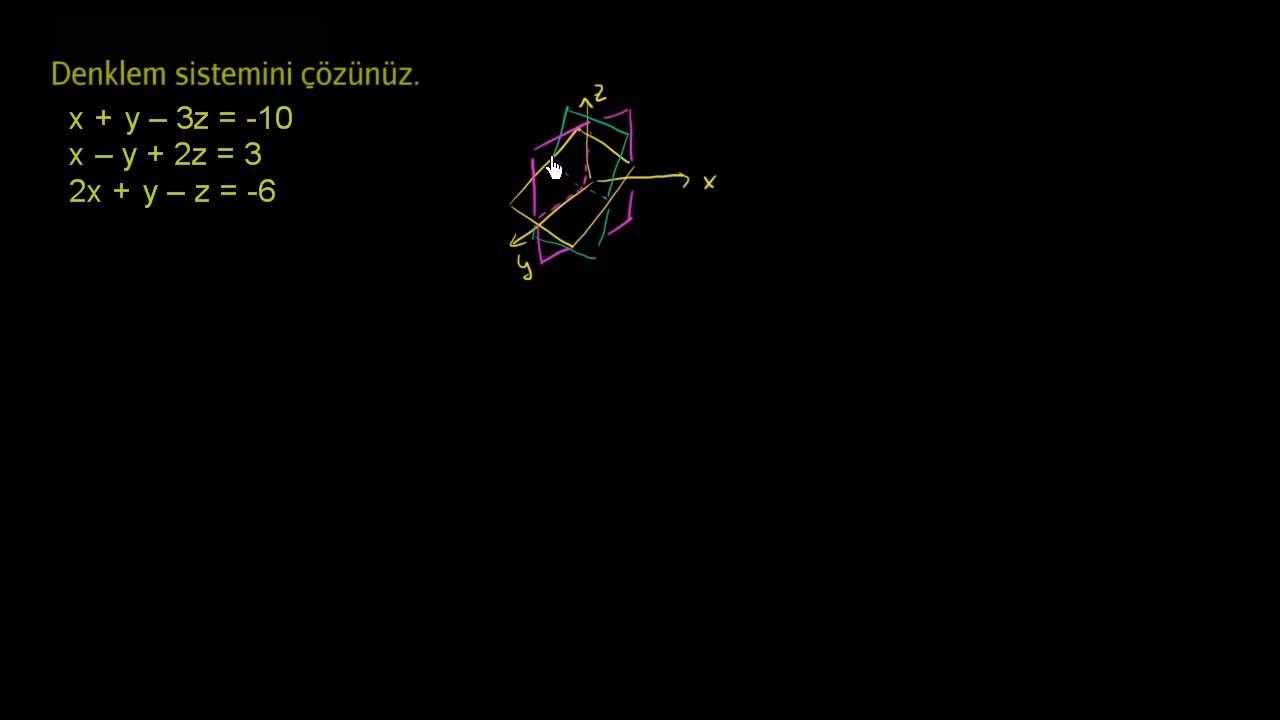 Denklem sistemini çözünüz.
x + y – 3z = -10
x – y + 2z = 3
2x + y – z = -6
z
x
y